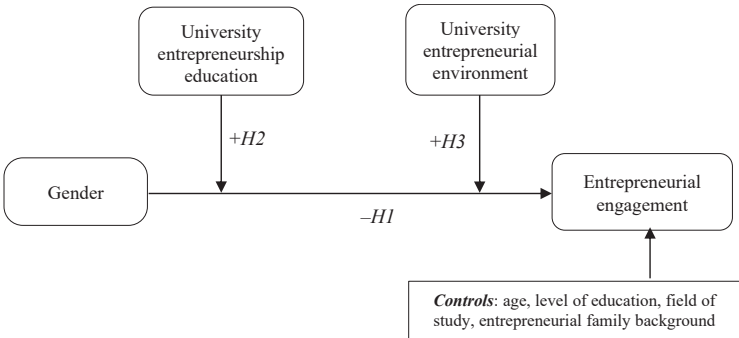 University
entrepreneurship
education
University
entrepreneurial
environment
+H2
+H3
Gender
Entrepreneurial
engagement
–H1
Controls: age, level of education, field of
study, entrepreneurial family background